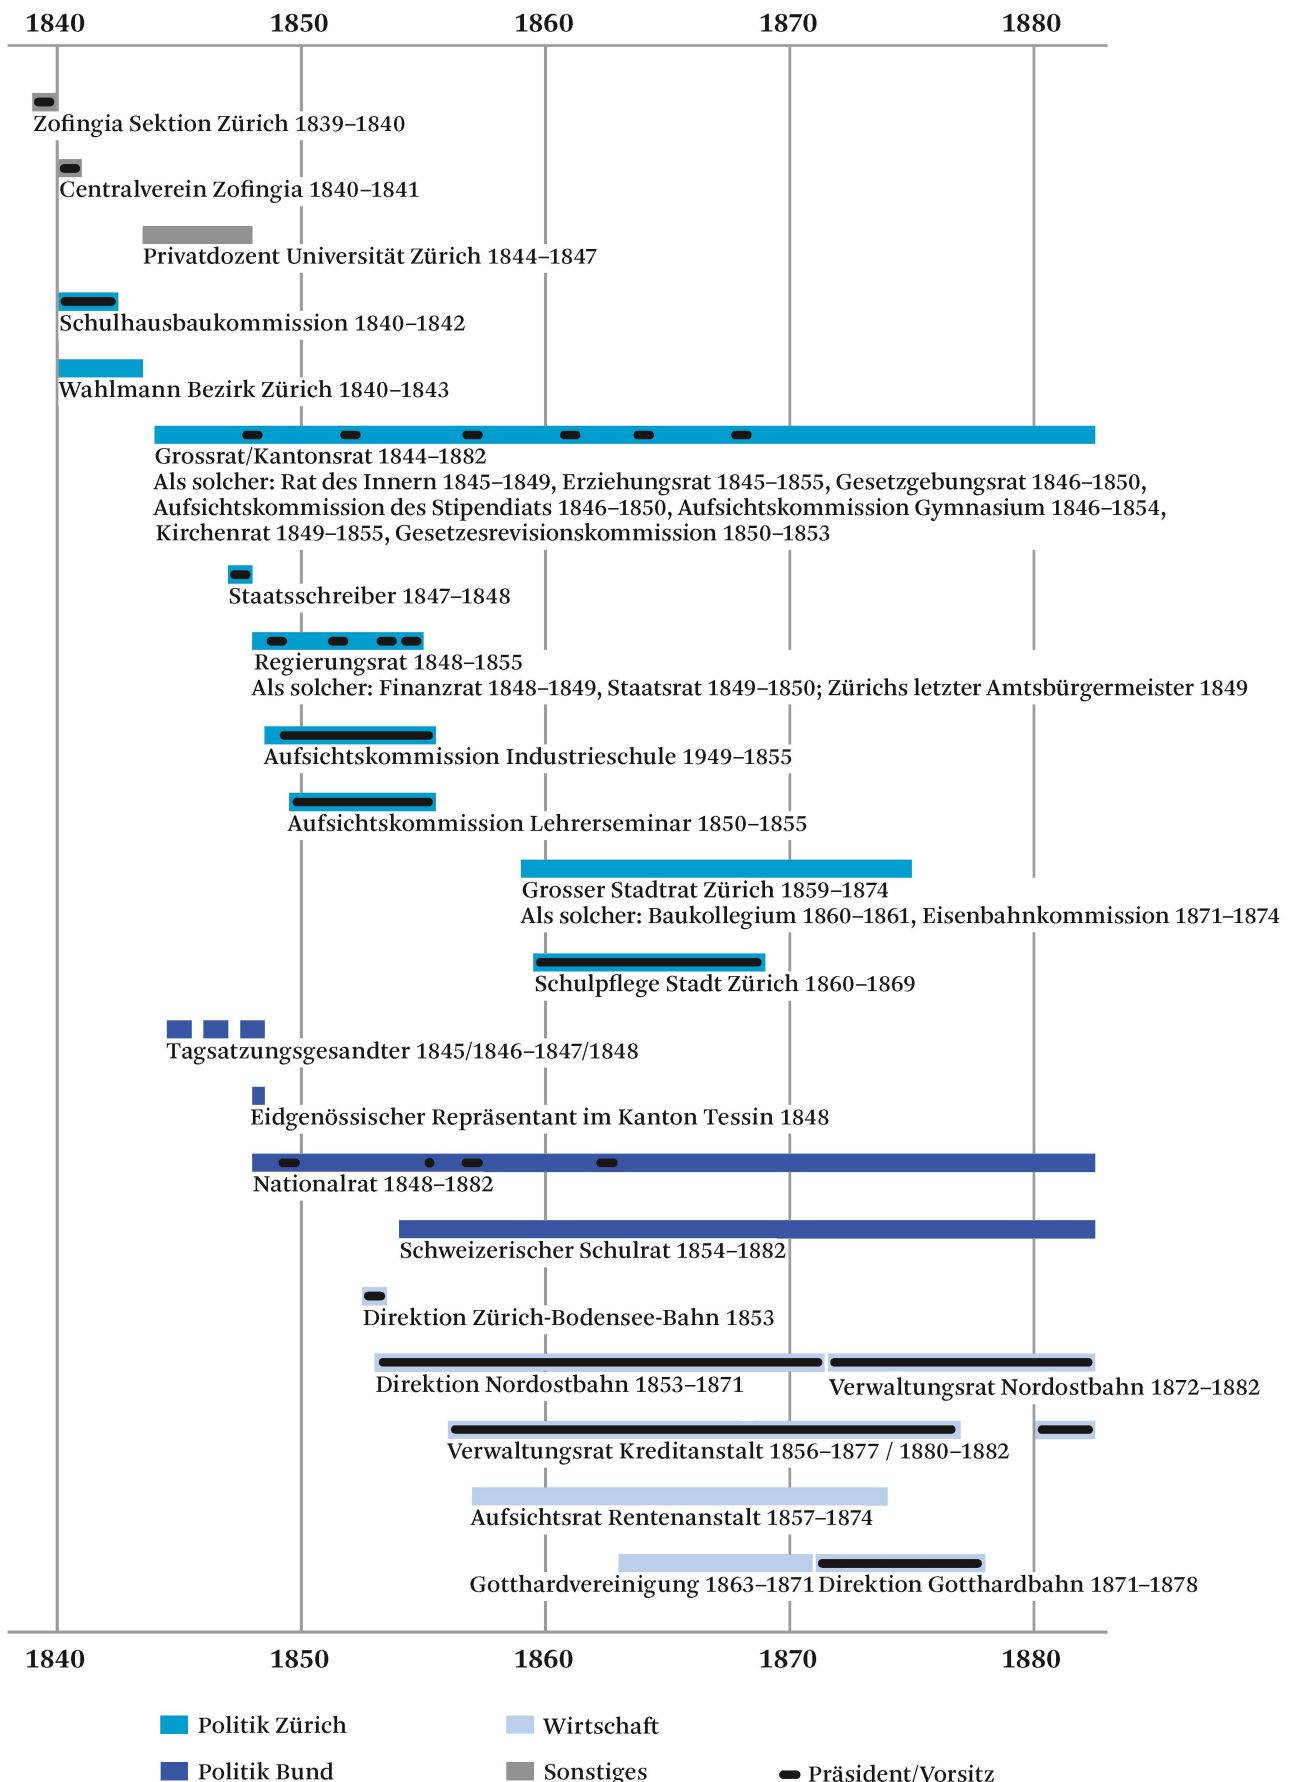 1840 1850 1860 1870 1880
Zofingia Sektion Zürich 1839–1840
Centralverein Zofingia 1840–1841
Privatdozent Universität Zürich 1844–1847
Schulhausbaukommission 1840–1842
Wahlmann Bezirk Zürich 1840–1843
Grossrat/Kantonsrat 1844–1882
Als solcher: Rat des Innern 1845–1849, Erziehungsrat 1845–1855, Gesetzgebungsrat 1846–1850,
Aufsichtskommission des Stipendiats 1846–1850, Aufsichtskommission Gymnasium 1846–1854,
Kirchenrat 1849–1855, Gesetzesrevisionskommission 1850–1853
Staatsschreiber 1847–1848
Regierungsrat 1848–1855
Als solcher: Finanzrat 1848–1849, Staatsrat 1849–1850; Zürichs letzter Amtsbürgermeister 1849
Aufsichtskommission Industrieschule 1949–1855
Aufsichtskommission Lehrerseminar 1850–1855
Grosser Stadtrat Zürich 1859–1874
Als solcher: Baukollegium 1860–1861, Eisenbahnkommission 1871–1874
Schulpflege Stadt Zürich 1860–1869
Tagsatzungsgesandter 1845/1846–1847/1848
Eidgenössischer Repräsentant im Kanton Tessin 1848
Nationalrat 1848–1882
Schweizerischer Schulrat 1854–1882
Direktion Zürich-Bodensee-Bahn 1853
Direktion Nordostbahn 1853–1871 Verwaltungsrat Nordostbahn 1872–1882
Verwaltungsrat Kreditanstalt 1856–1877 / 1880–1882
Aufsichtsrat Rentenanstalt 1857–1874
Gotthardvereinigung 1863–1871 Direktion Gotthardbahn 1871–1878
1840 1850 1860 1870 1880
Politik Zürich Wirtschaft
Politik Bund Sonstiges Präsident/Vorsitz